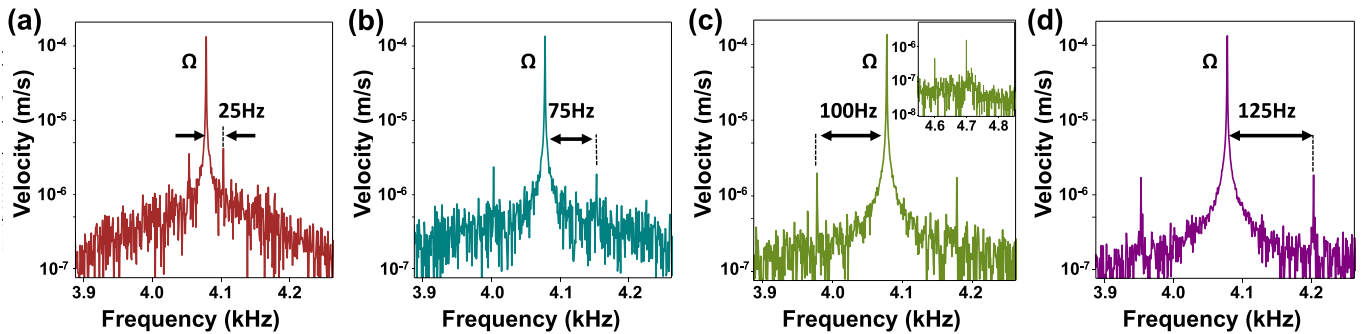 (a)
Velocity (m/s)
10⁻⁴
10⁻⁵
10⁻⁶
10⁻⁷
Ω
25Hz
3.9 4.0 4.1 4.2
Frequency (kHz)
(b)
Velocity (m/s)
10⁻⁴
10⁻⁵
10⁻⁶
10⁻⁷
Ω
75Hz
3.9 4.0 4.1 4.2
Frequency (kHz)
(c)
Velocity (m/s)
10⁻⁴
10⁻⁵
10⁻⁶
10⁻⁷
Ω
100Hz
10⁻⁶
10⁻⁷
10⁻⁸
4.6 4.7 4.8
3.9 4.0 4.1 4.2
Frequency (kHz)
(d)
Velocity (m/s)
10⁻⁴
10⁻⁵
10⁻⁶
10⁻⁷
Ω
125Hz
3.9 4.0 4.1 4.2
Frequency (kHz)